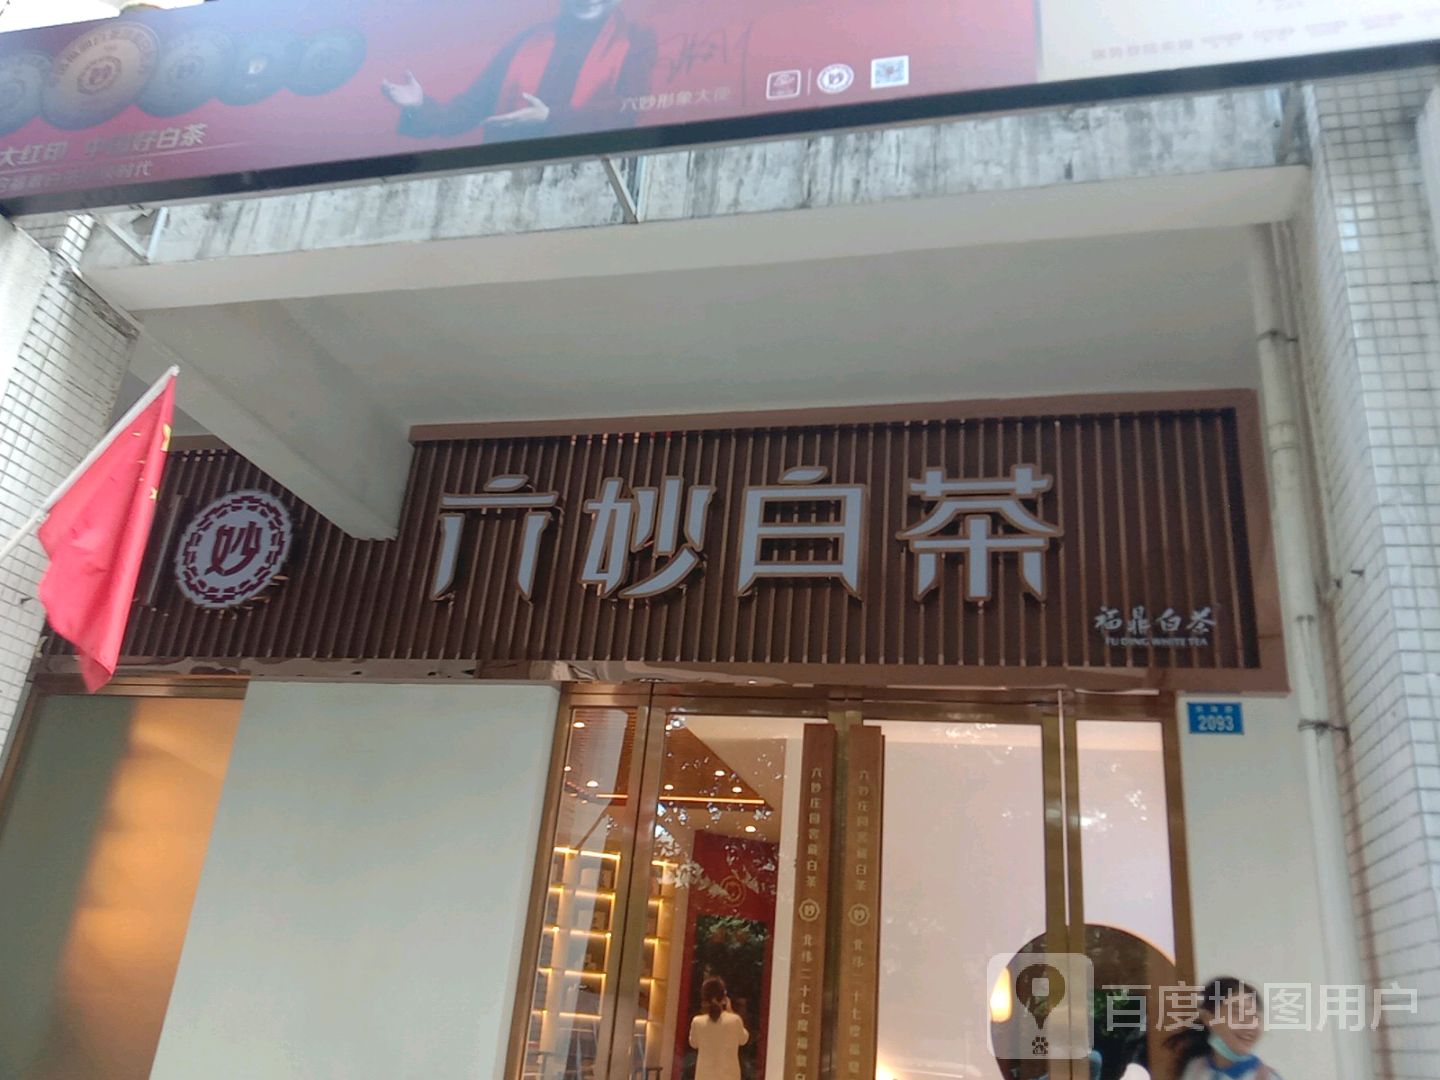 大红印 中国好白茶
六妙形象大使
妙
六妙白茶
福鼎白茶
FU DING WHITE TEA
2093
六妙庄园窖藏白茶 妙 北纬二十七度福鼎白
六妙庄园窖藏白茶 妙 北纬二十七度福鼎
百度地图用户